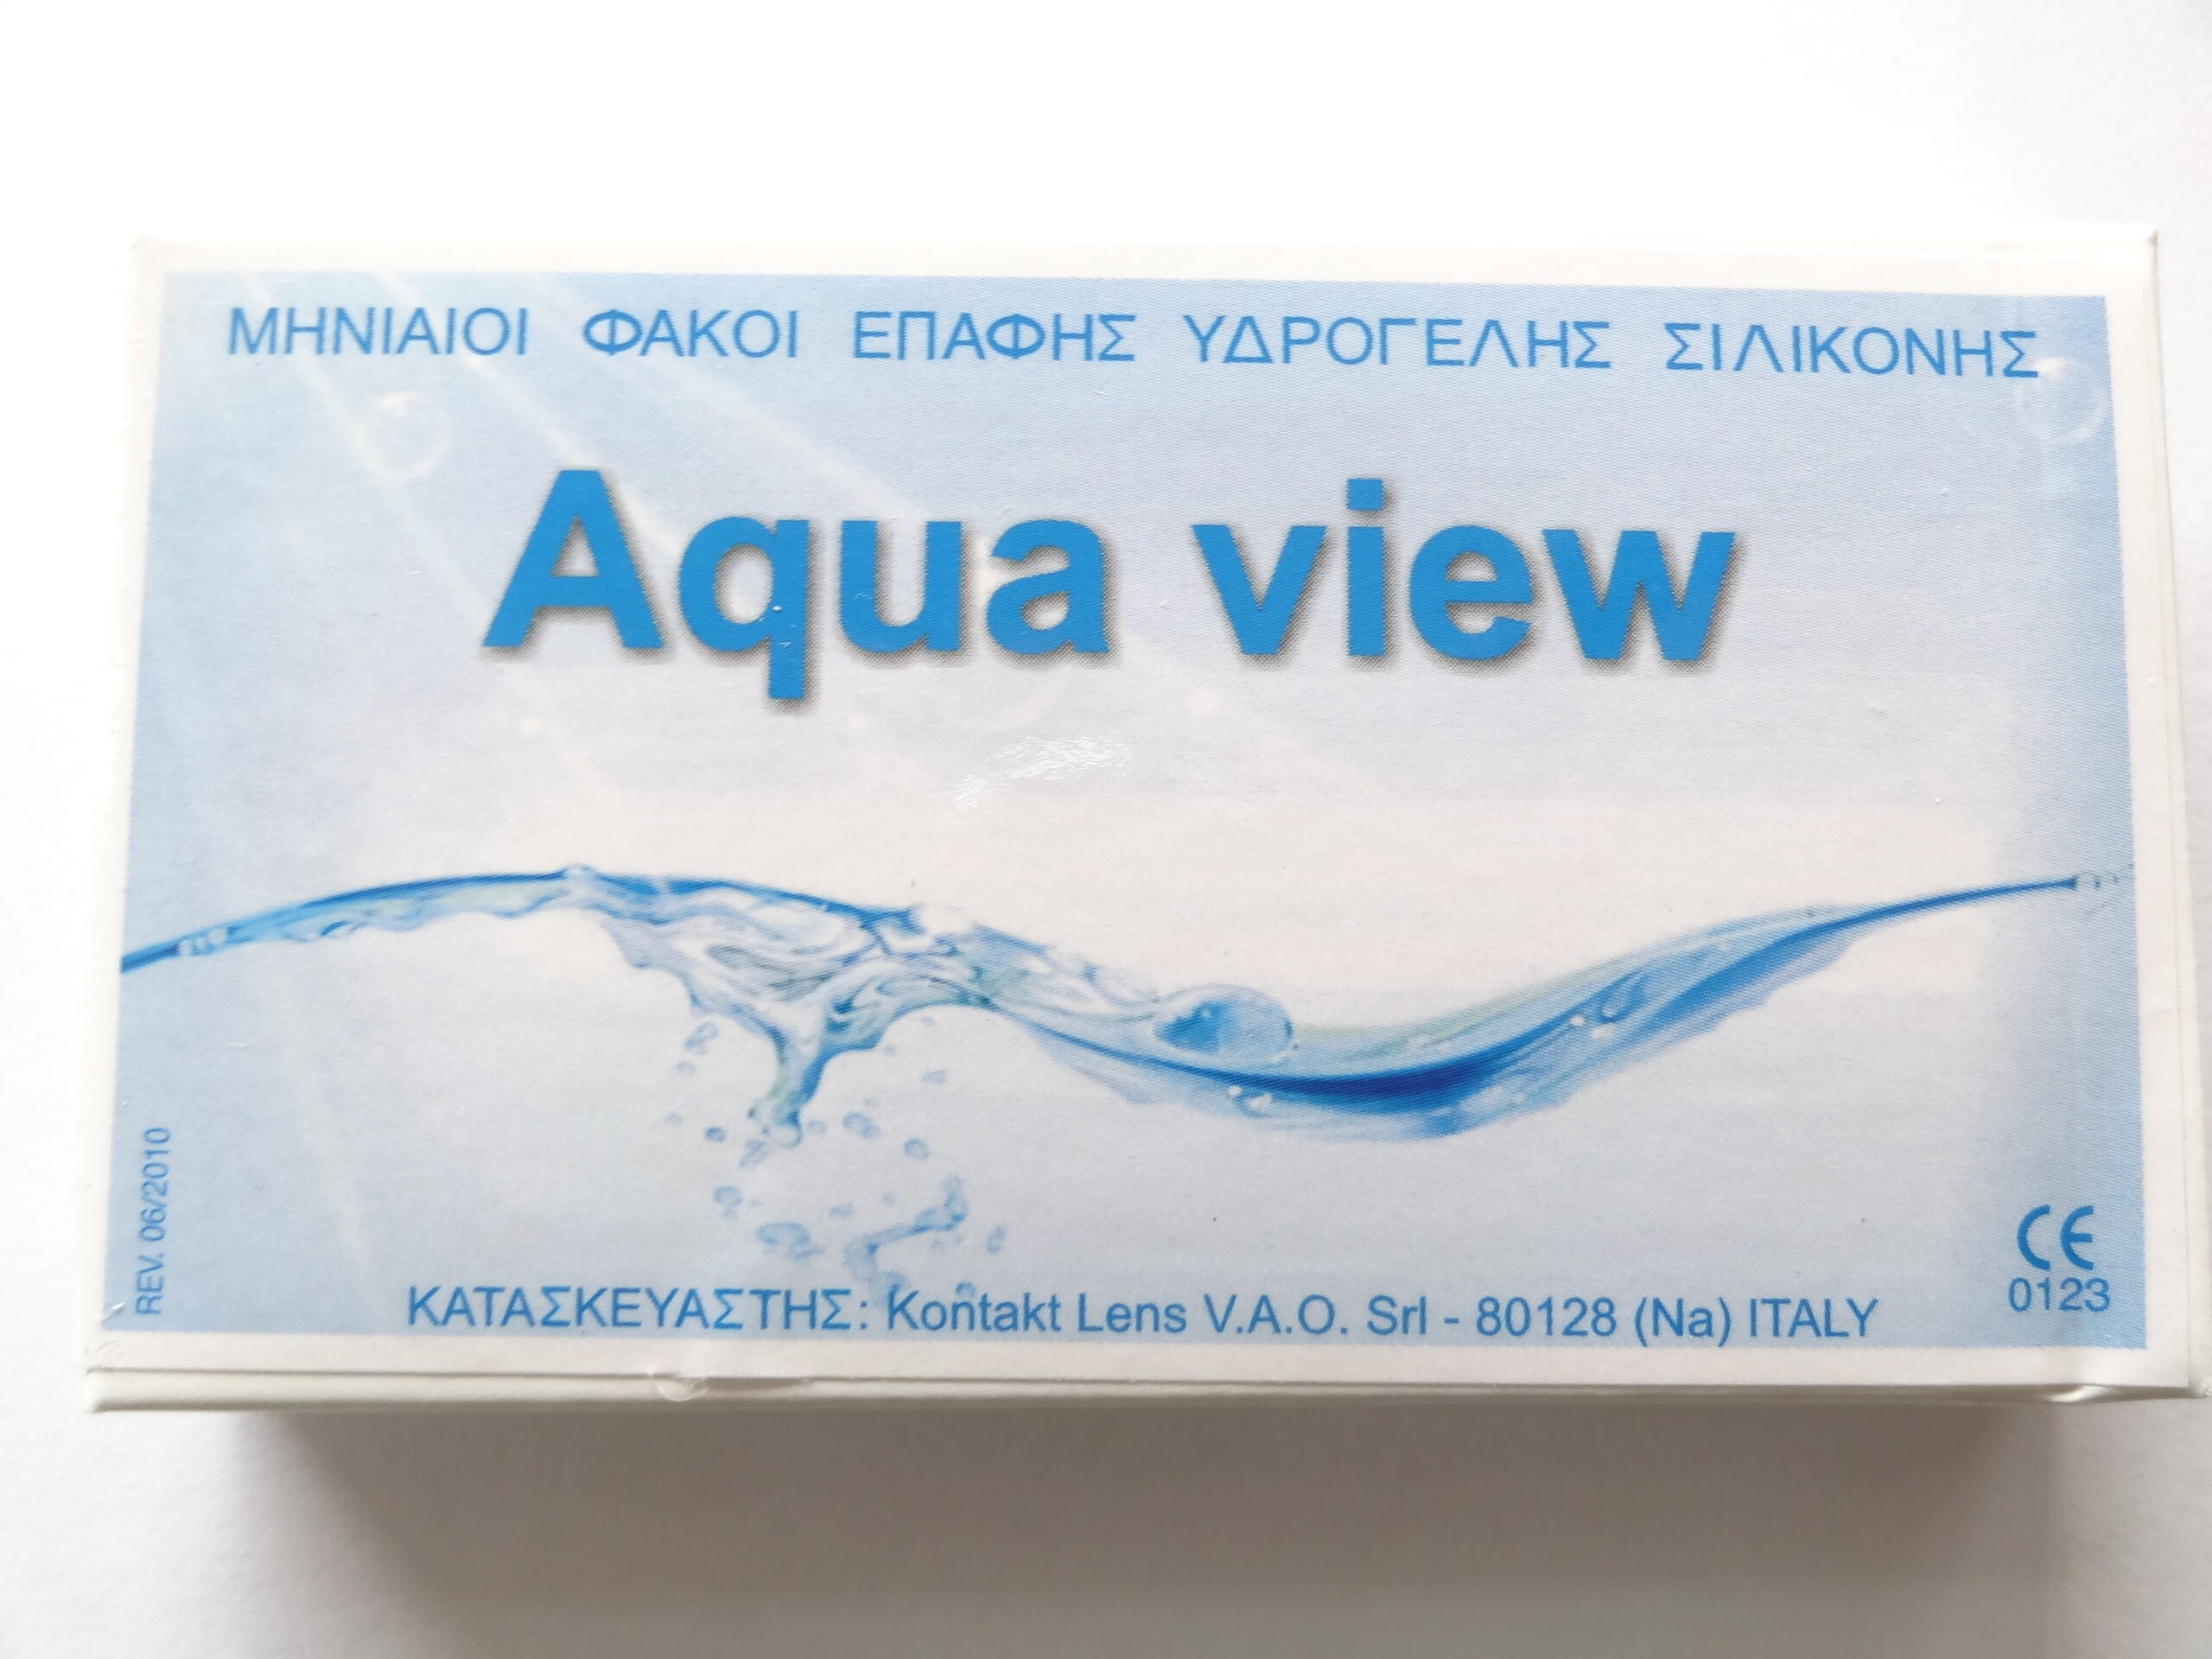 ΜΗΝΙΑΙΟΙ ΦΑΚΟΙ ΕΠΑΦΗΣ ΥΔΡΟΓΕΛΗΣ ΣΙΛΙΚΟΝΗΣ
Aqua view
REV. 06/2010
CE
0123
ΚΑΤΑΣΚΕΥΑΣΤΗΣ: Kontakt Lens V.A.O. Srl - 80128 (Na) ITALY